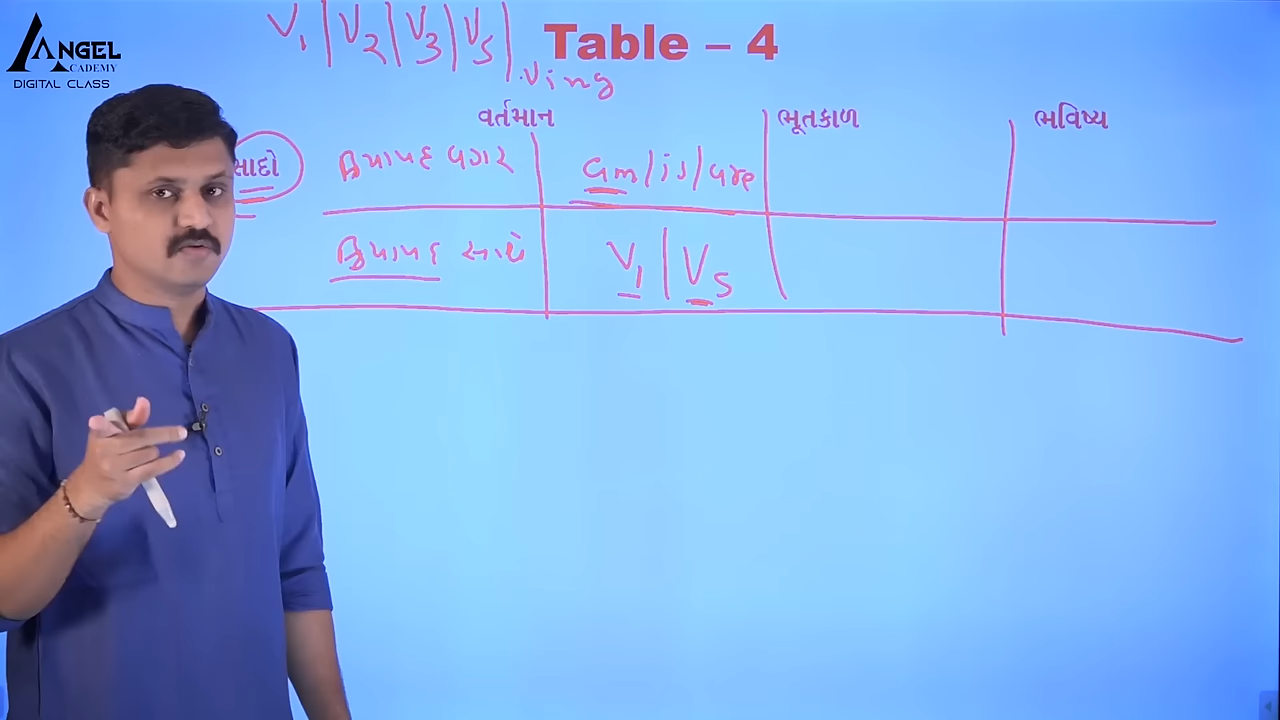 V1 | V2 | V3 | V5 | Ving
Table – 4
ANGEL
ACADEMY
DIGITAL CLASS
વર્તમાન ભૂતકાળ ભવિષ્ય
સાદો ક્રિયાપદ વગર am/is/are
ક્રિયાપદ સાથે V1 | V5